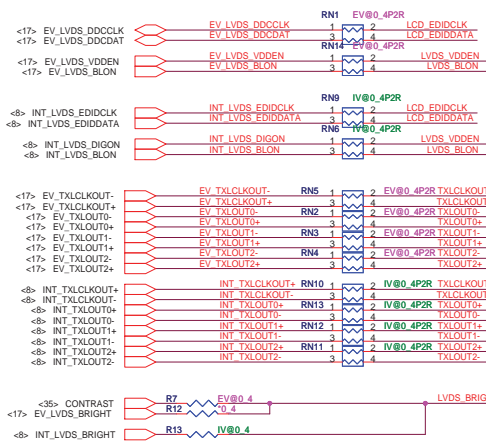 RN1 EV@0_4P2R
<17> EV_LVDS_DDCCLK EV_LVDS_DDCCLK 1 2 LCD_EDIDCLK
<17> EV_LVDS_DDCDAT EV_LVDS_DDCDAT 3 4 LCD_EDIDDATA
RN14 EV@0_4P2R
<17> EV_LVDS_VDDEN EV_LVDS_VDDEN 1 2 LVDS_VDDEN
<17> EV_LVDS_BLON EV_LVDS_BLON 3 4 LVDS_BLON
RN9 IV@0_4P2R
<8> INT_LVDS_EDIDCLK INT_LVDS_EDIDCLK 1 2 LCD_EDIDCLK
<8> INT_LVDS_EDIDDATA INT_LVDS_EDIDDATA 3 4 LCD_EDIDDATA
RN6 IV@0_4P2R
<8> INT_LVDS_DIGON INT_LVDS_DIGON 1 2 LVDS_VDDEN
<8> INT_LVDS_BLON INT_LVDS_BLON 3 4 LVDS_BLON
<17> EV_TXLCLKOUT- EV_TXLCLKOUT- RN5 1 2 EV@0_4P2R TXLCLKOUT
<17> EV_TXLCLKOUT+ EV_TXLCLKOUT+ 3 4 TXLCLKOUT
<17> EV_TXLOUT0- EV_TXLOUT0- RN2 1 2 EV@0_4P2R TXLOUT0-
<17> EV_TXLOUT0+ EV_TXLOUT0+ 3 4 TXLOUT0+
<17> EV_TXLOUT1- EV_TXLOUT1- RN3 1 2 EV@0_4P2R TXLOUT1-
<17> EV_TXLOUT1+ EV_TXLOUT1+ 3 4 TXLOUT1+
<17> EV_TXLOUT2- EV_TXLOUT2- RN4 1 2 EV@0_4P2R TXLOUT2-
<17> EV_TXLOUT2+ EV_TXLOUT2+ 3 4 TXLOUT2+
<8> INT_TXLCLKOUT+ INT_TXLCLKOUT+ RN10 1 2 IV@0_4P2R TXLCLKOUT
<8> INT_TXLCLKOUT- INT_TXLCLKOUT- 3 4 TXLCLKOUT
<8> INT_TXLOUT0+ INT_TXLOUT0+ RN13 1 2 IV@0_4P2R TXLOUT0+
<8> INT_TXLOUT0- INT_TXLOUT0- 3 4 TXLOUT0-
<8> INT_TXLOUT1+ INT_TXLOUT1+ RN12 1 2 IV@0_4P2R TXLOUT1+
<8> INT_TXLOUT1- INT_TXLOUT1- 3 4 TXLOUT1-
<8> INT_TXLOUT2+ INT_TXLOUT2+ RN11 1 2 IV@0_4P2R TXLOUT2+
<8> INT_TXLOUT2- INT_TXLOUT2- 3 4 TXLOUT2-
<35> CONTRAST R7 EV@0_4 LVDS_BRIG
<17> EV_LVDS_BRIGHT R12 *0_4
<8> INT_LVDS_BRIGHT R13 IV@0_4